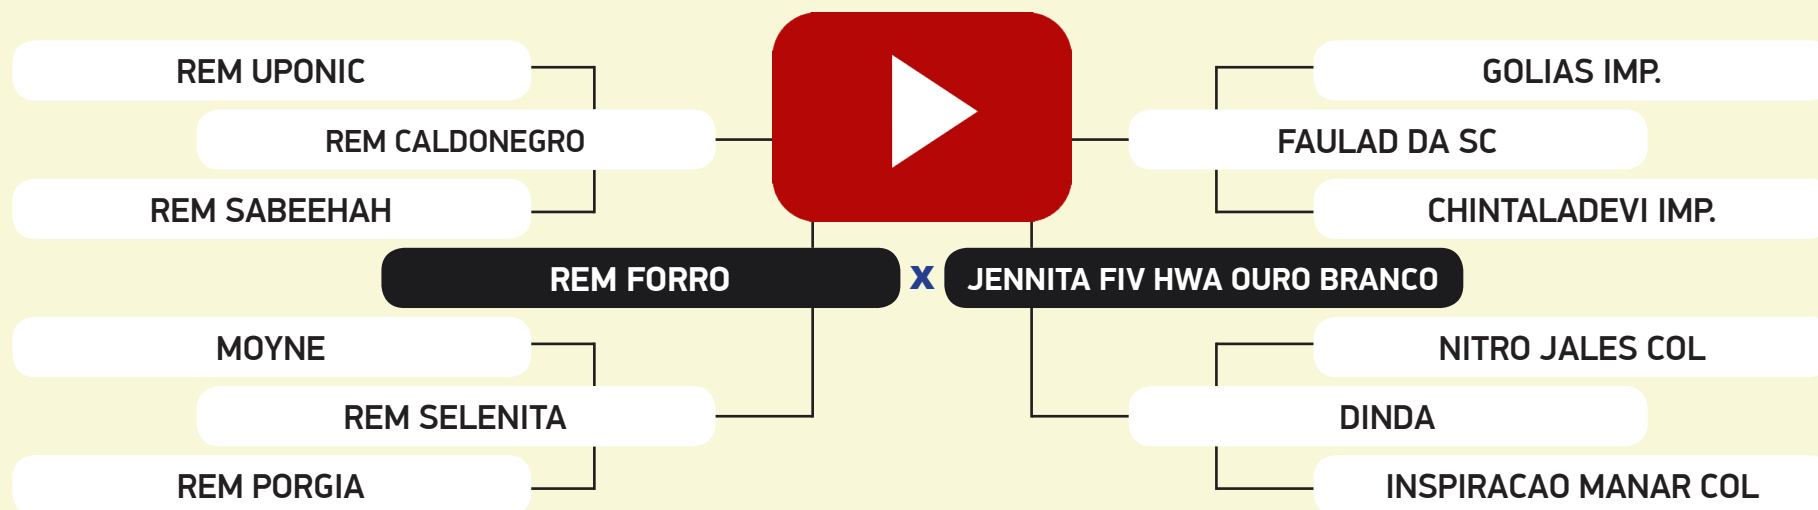 REM UPONIC
GOLIAS IMP.
REM CALDONEGRO
FAULAD DA SC
REM SABEEHAH
CHINTALADEVI IMP.
REM FORRO X JENNITA FIV HWA OURO BRANCO
MOYNE
NITRO JALES COL
REM SELENITA
DINDA
REM PORGIA
INSPIRACAO MANAR COL